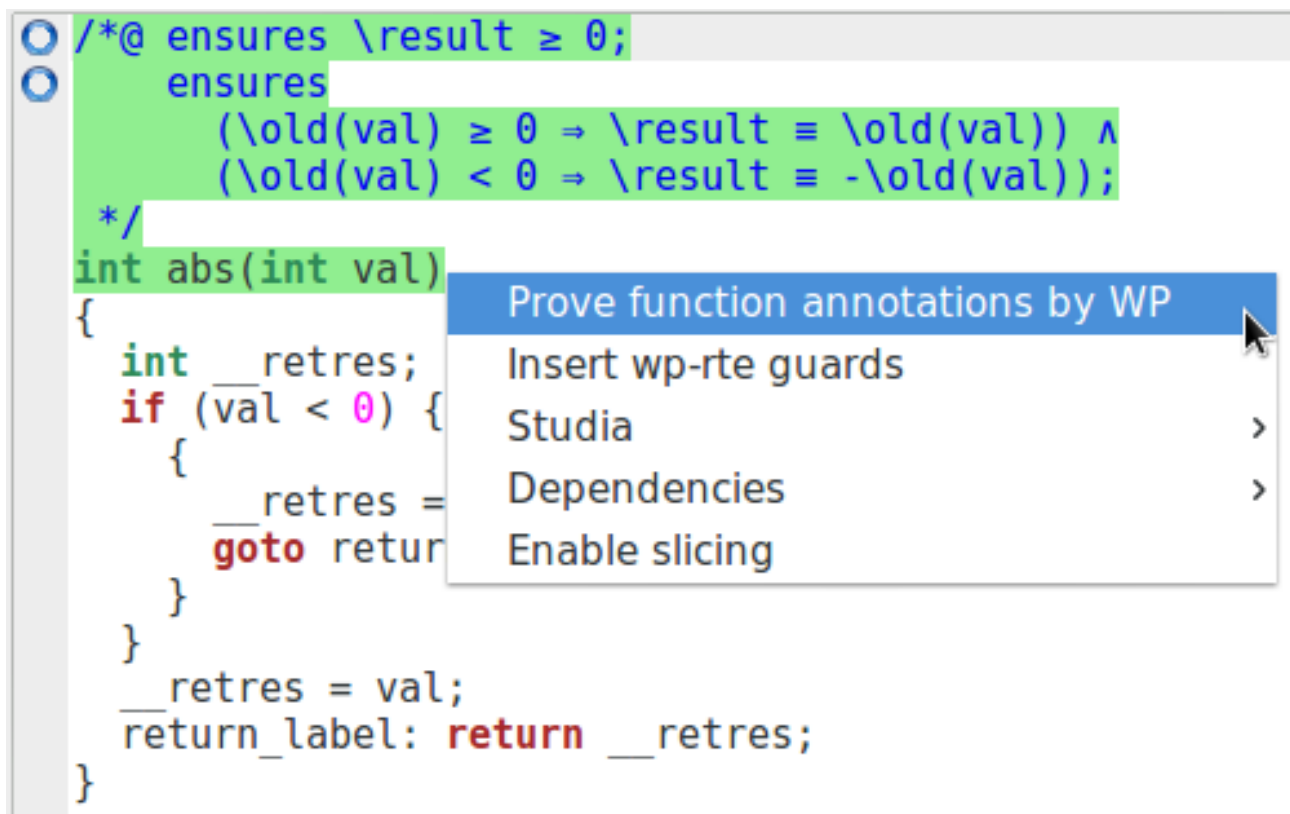 /*@ ensures \result ≥ 0;
ensures
(\old(val) ≥ 0 ⇒ \result ≡ \old(val)) ∧
(\old(val) < 0 ⇒ \result ≡ -\old(val));
*/
int abs(int val)
{
int __retres;
if (val < 0) {
{
__retres =
goto retur
}
}
__retres = val;
return_label: return __retres;
}
Prove function annotations by WP
Insert wp-rte guards
Studia
Dependencies
Enable slicing